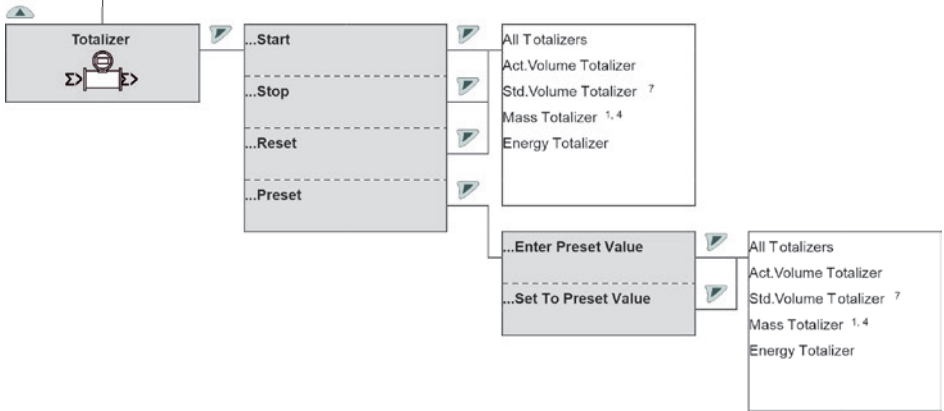 Totalizer
Σ> Σ>
...Start
...Stop
...Reset
...Preset
All Totalizers
Act.Volume Totalizer
Std.Volume Totalizer 7
Mass Totalizer 1, 4
Energy Totalizer
...Enter Preset Value
...Set To Preset Value
All Totalizers
Act.Volume Totalizer
Std.Volume Totalizer 7
Mass Totalizer 1, 4
Energy Totalizer